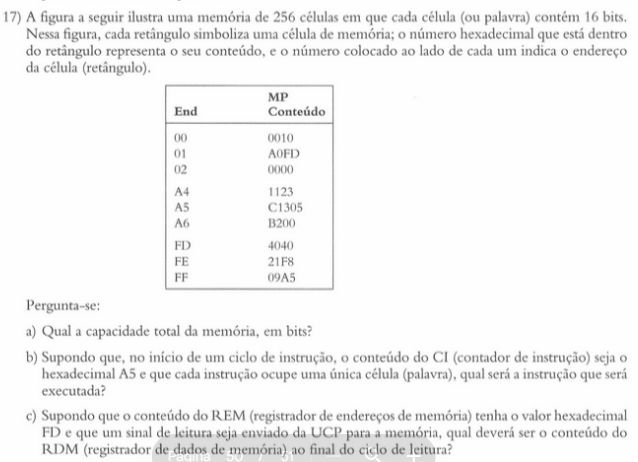 17) A figura a seguir ilustra uma memória de 256 células em que cada célula (ou palavra) contém 16 bits.
Nessa figura, cada retângulo simboliza uma célula de memória; o número hexadecimal que está dentro
do retângulo representa o seu conteúdo, e o número colocado ao lado de cada um indica o endereço
da célula (retângulo).
MP
End Conteúdo
00 0010
01 A0FD
02 0000
A4 1123
A5 C1305
A6 B200
FD 4040
FE 21F8
FF 09A5
Pergunta-se:
a) Qual a capacidade total da memória, em bits?
b) Supondo que, no início de um ciclo de instrução, o conteúdo do CI (contador de instrução) seja o
hexadecimal A5 e que cada instrução ocupe uma única célula (palavra), qual será a instrução que será
executada?
c) Supondo que o conteúdo do REM (registrador de endereços de memória) tenha o valor hexadecimal
FD e que um sinal de leitura seja enviado da UCP para a memória, qual deverá ser o conteúdo do
RDM (registrador de dados de memória) ao final do ciclo de leitura?